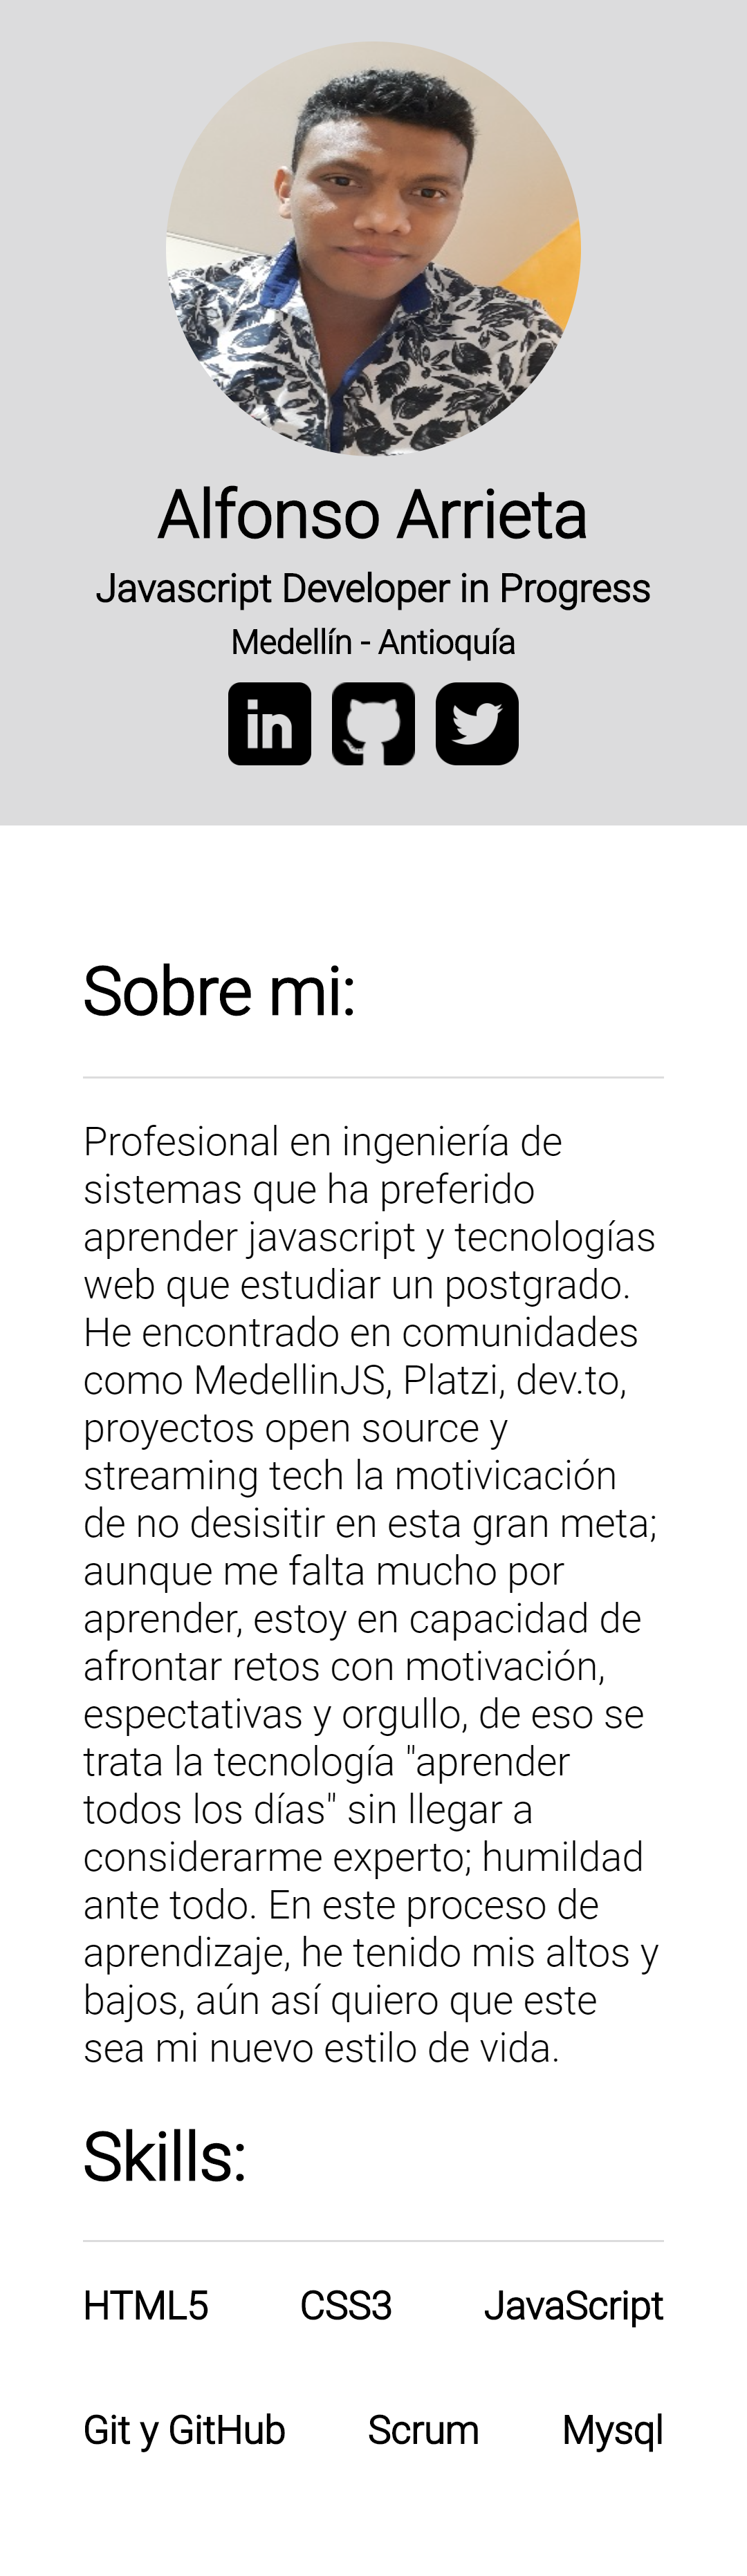 Alfonso Arrieta
Javascript Developer in Progress
Medellín - Antioquía
in
Sobre mi:
Profesional en ingeniería de
sistemas que ha preferido
aprender javascript y tecnologías
web que estudiar un postgrado.
He encontrado en comunidades
como MedellinJS, Platzi, dev.to,
proyectos open source y
streaming tech la motivicación
de no desisitir en esta gran meta;
aunque me falta mucho por
aprender, estoy en capacidad de
afrontar retos con motivación,
espectativas y orgullo, de eso se
trata la tecnología "aprender
todos los días" sin llegar a
considerarme experto; humildad
ante todo. En este proceso de
aprendizaje, he tenido mis altos y
bajos, aún así quiero que este
sea mi nuevo estilo de vida.
Skills:
HTML5 CSS3 JavaScript
Git y GitHub Scrum Mysql